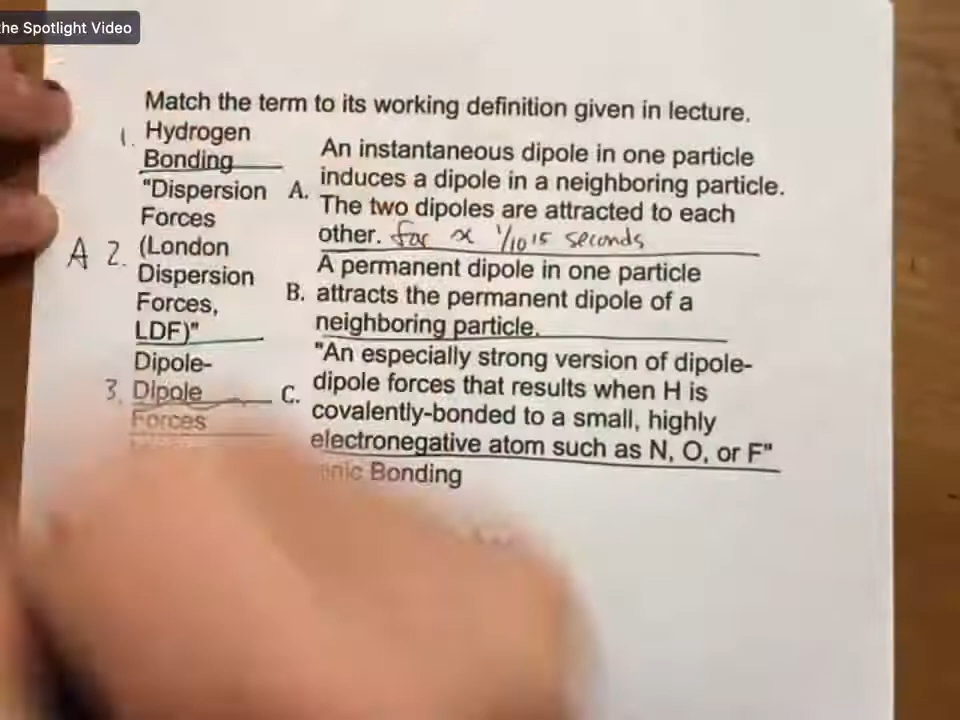 the Spotlight Video
Match the term to its working definition given in lecture.
1. Hydrogen
Bonding
"Dispersion
Forces
A 2. (London
Dispersion
Forces,
LDF)"
Dipole-
3. Dipole
Forces
An instantaneous dipole in one particle
A. induces a dipole in a neighboring particle.
The two dipoles are attracted to each
other. for ∝ 1/10 15 seconds
A permanent dipole in one particle
B. attracts the permanent dipole of a
neighboring particle.
"An especially strong version of dipole-
C. dipole forces that results when H is
covalently-bonded to a small, highly
electronegative atom such as N, O, or F"
Bonding